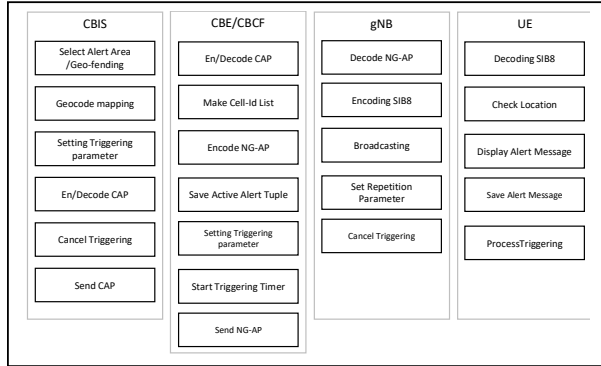 CBIS
Select Alert Area
/Geo-fending
Geocode mapping
Setting Triggering
parameter
En/Decode CAP
Cancel Triggering
Send CAP
CBE/CBCF
En/Decode CAP
Make Cell-Id List
Encode NG-AP
Save Active Alert Tuple
Setting Triggering
parameter
Start Triggering Timer
Send NG-AP
gNB
Decode NG-AP
Encoding SIB8
Broadcasting
Set Repetition
Parameter
Cancel Triggering
UE
Decoding SIB8
Check Location
Display Alert Message
Save Alert Message
ProcessTriggering